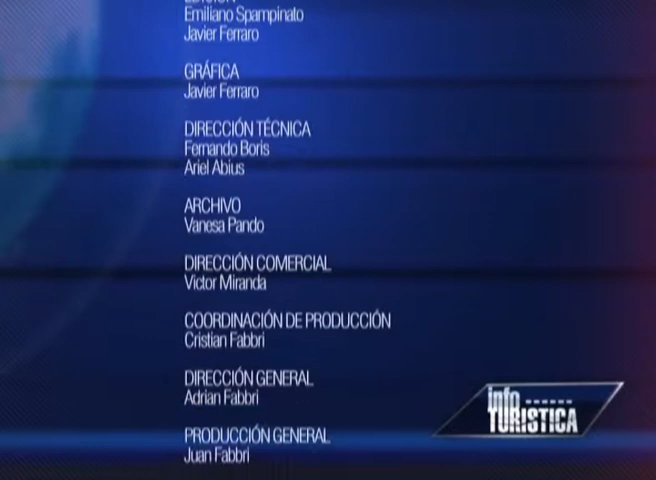 EDICIÓN
Emiliano Spampinato
Javier Ferraro
GRÁFICA
Javier Ferraro
DIRECCIÓN TÉCNICA
Fernando Boris
Ariel Abius
ARCHIVO
Vanesa Pando
DIRECCIÓN COMERCIAL
Victor Miranda
COORDINACIÓN DE PRODUCCIÓN
Cristian Fabbri
DIRECCIÓN GENERAL
Adrian Fabbri
PRODUCCIÓN GENERAL
Juan Fabbri
info
TURISTICA